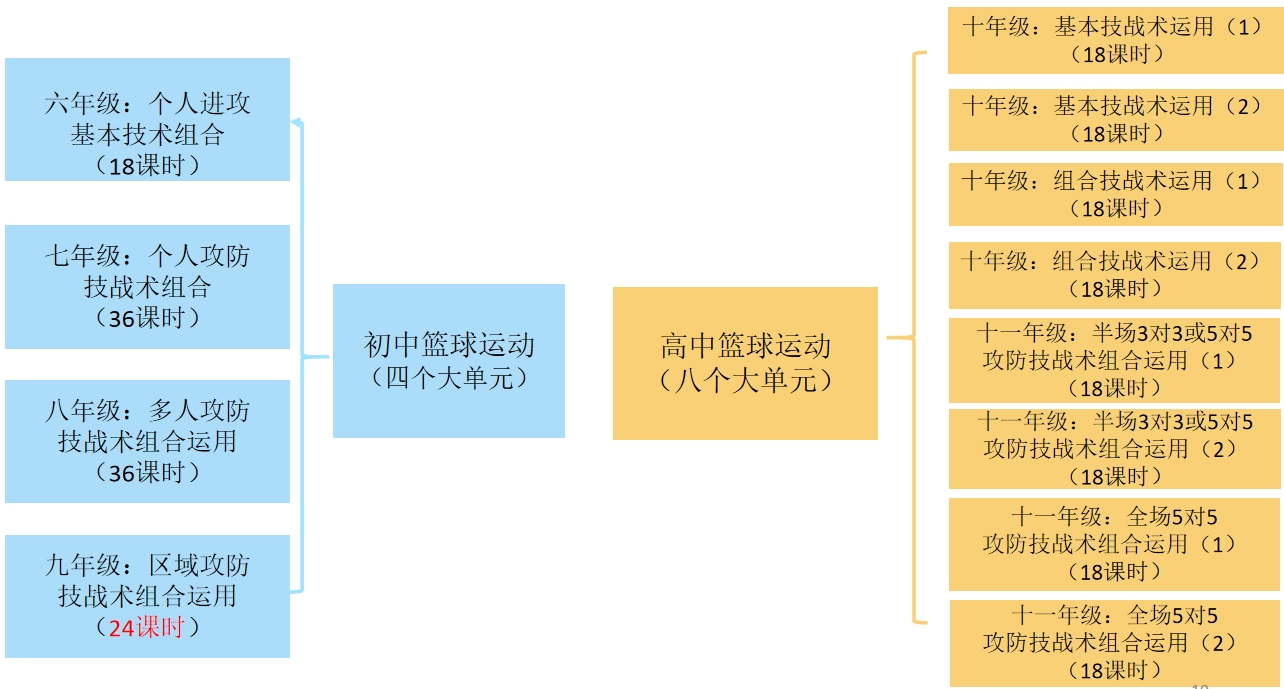 六年级：个人进攻
基本技术组合
（18课时）
七年级：个人攻防
技战术组合
（36课时）
八年级：多人攻防
技战术组合运用
（36课时）
九年级：区域攻防
技战术组合运用
（24课时）
初中篮球运动
（四个大单元）
高中篮球运动
（八个大单元）
十年级：基本技战术运用（1）
（18课时）
十年级：基本技战术运用（2）
（18课时）
十年级：组合技战术运用（1）
（18课时）
十年级：组合技战术运用（2）
（18课时）
十一年级：半场3对3或5对5
攻防技战术组合运用（1）
（18课时）
十一年级：半场3对3或5对5
攻防技战术组合运用（2）
（18课时）
十一年级：全场5对5
攻防技战术组合运用（1）
（18课时）
十一年级：全场5对5
攻防技战术组合运用（2）
（18课时）